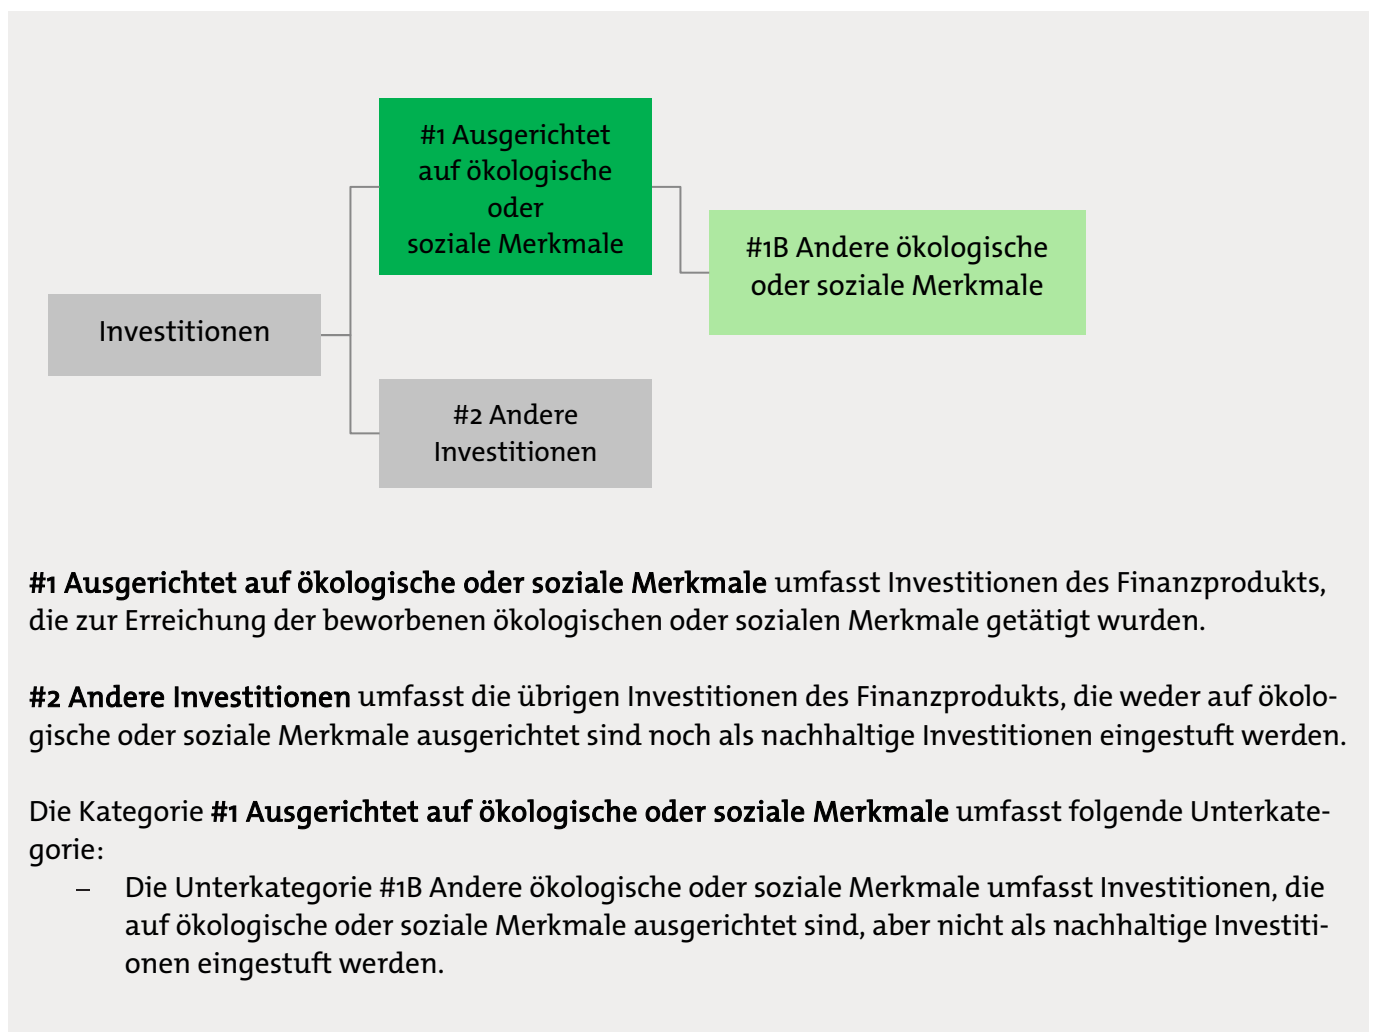 #1 Ausgerichtet
auf ökologische
oder
soziale Merkmale
#1B Andere ökologische
oder soziale Merkmale
Investitionen
#2 Andere
Investitionen
#1 Ausgerichtet auf ökologische oder soziale Merkmale umfasst Investitionen des Finanzprodukts,
die zur Erreichung der beworbenen ökologischen oder sozialen Merkmale getätigt wurden.
#2 Andere Investitionen umfasst die übrigen Investitionen des Finanzprodukts, die weder auf ökolo-
gische oder soziale Merkmale ausgerichtet sind noch als nachhaltige Investitionen eingestuft werden.
Die Kategorie #1 Ausgerichtet auf ökologische oder soziale Merkmale umfasst folgende Unterkate-
gorie:
– Die Unterkategorie #1B Andere ökologische oder soziale Merkmale umfasst Investitionen, die
auf ökologische oder soziale Merkmale ausgerichtet sind, aber nicht als nachhaltige Investiti-
onen eingestuft werden.